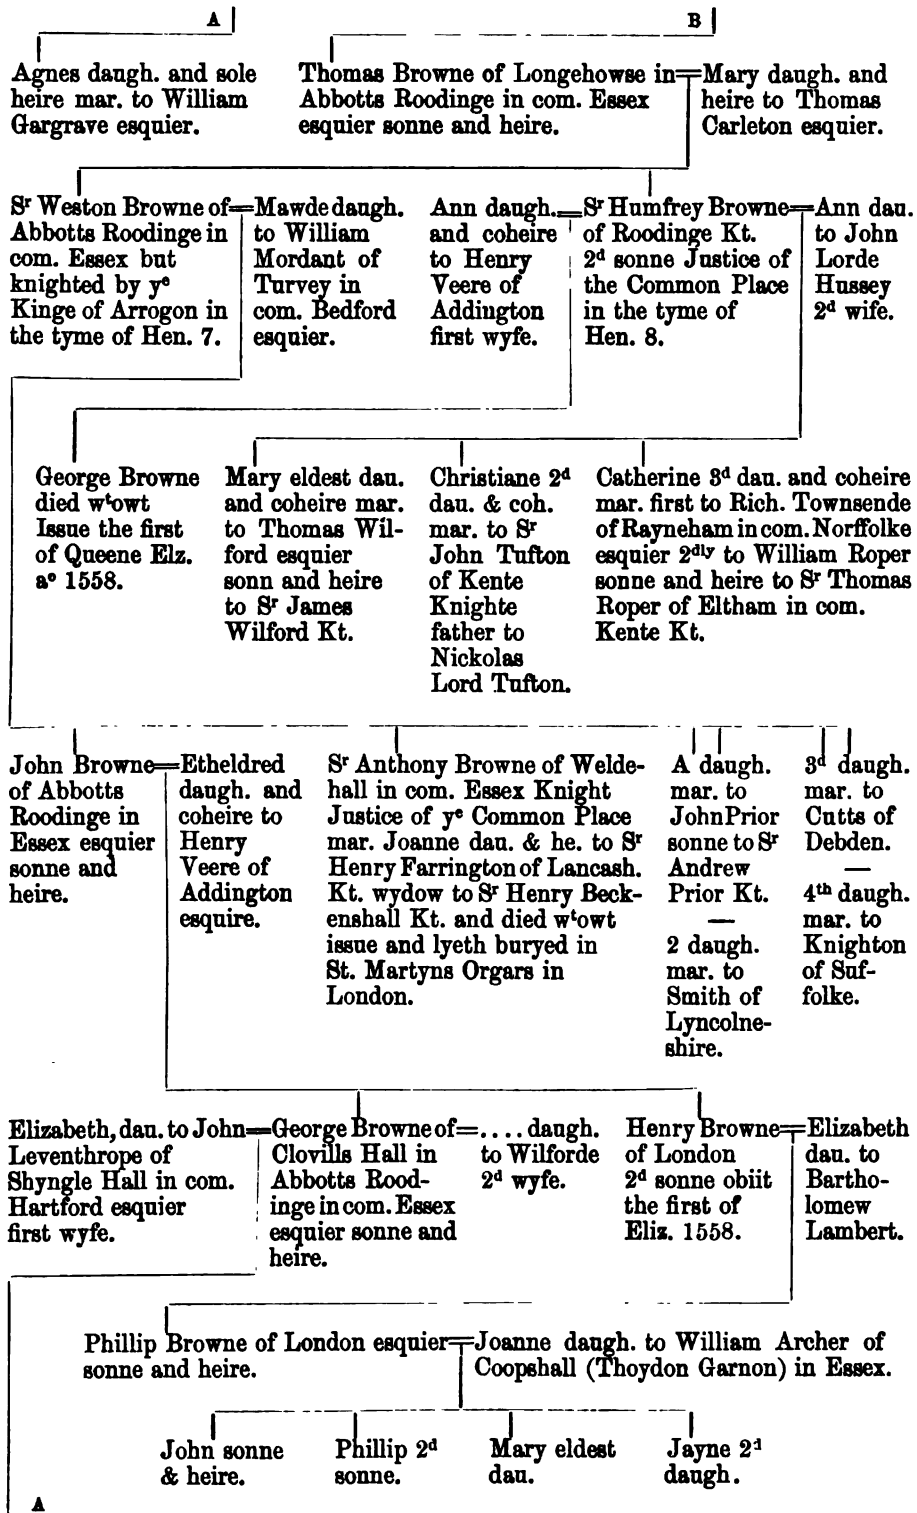 A
B
Agnes daugh. and sole
heire mar. to William
Gargrave esquier.
Thomas Browne of Longehowse in
Abbotts Roodinge in com. Essex
esquier sonne and heire.
Mary daugh. and
heire to Thomas
Carleton esquier.
Sr Weston Browne of
Abbotts Roodinge in
com. Essex but
knighted by ye
Kinge of Arrogon in
the tyme of Hen. 7.
Mawde daugh.
to William
Mordant of
Turvey in
com. Bedford
esquier.
Ann daugh.
and coheire
to Henry
Veere of
Addington
first wyfe.
Sr Humfrey Browne
of Roodinge Kt.
2d sonne Justice of
the Common Place
in the tyme of
Hen. 8.
Ann dau.
to John
Lorde
Hussey
2d wife.
George Browne
died wtowt
Issue the first
of Queene Elz.
ao 1558.
Mary eldest dau.
and coheire mar.
to Thomas Wil-
ford esquier
sonn and heire
to Sr James
Wilford Kt.
Christiane 2d
dau. & coh.
mar. to Sr
John Tufton
of Kente
Knighte
father to
Nickolas
Lord Tufton.
Catherine 3d dau. and coheire
mar. first to Rich. Townsende
of Rayneham in com. Norffolke
esquier 2dly to William Roper
sonne and heire to Sr Thomas
Roper of Eltham in com.
Kente Kt.
John Browne
of Abbotts
Roodinge in
Essex esquier
sonne and
heire.
Etheldred
daugh. and
coheire to
Henry
Veere of
Addington
esquire.
Sr Anthony Browne of Welde-
hall in com. Essex Knight
Justice of ye Common Place
mar. Joanne dau. & he. to Sr
Henry Farrington of Lancash.
Kt. wydow to Sr Henry Beck-
enshall Kt. and died wtowt
issue and lyeth buryed in
St. Martyns Orgars in
London.
A daugh.
mar. to
John Prior
sonne to Sr
Andrew
Prior Kt.
—
2 daugh.
mar. to
Smith of
Lyncolne-
shire.
3d daugh.
mar. to
Cutts of
Debden.
—
4th daugh.
mar. to
Knighton
of Suf-
folke.
Elizabeth, dau. to John
Leventhrope of
Shyngle Hall in com.
Hartford esquier
first wyfe.
George Browne of
Clovills Hall in
Abbotts Rood-
inge in com. Essex
esquier sonne and
heire.
.... daugh.
to Wilforde
2d wyfe.
Henry Browne
of London
2d sonne obiit
the first of
Eliz. 1558.
Elizabeth
dau. to
Bartho-
lomew
Lambert.
Phillip Browne of London esquier
sonne and heire.
Joanne daugh. to William Archer of
Coopshall (Thoydon Garnon) in Essex.
John sonne
& heire.
Phillip 2d
sonne.
Mary eldest
dau.
Jayne 2d
daugh.
A